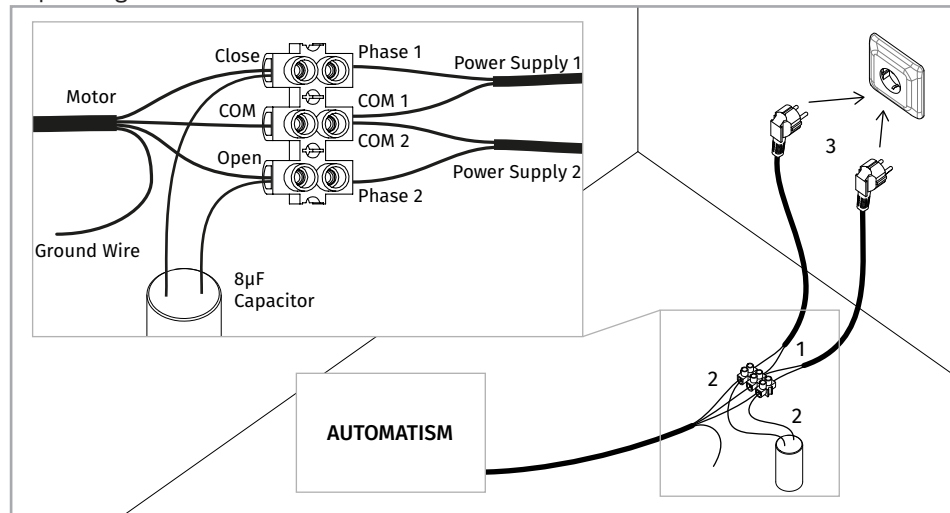 Close
Phase 1
Power Supply 1
Motor
COM
COM 1
COM 2
Open
Power Supply 2
Phase 2
Ground Wire
8µF
Capacitor
3
1
2
2
AUTOMATISM